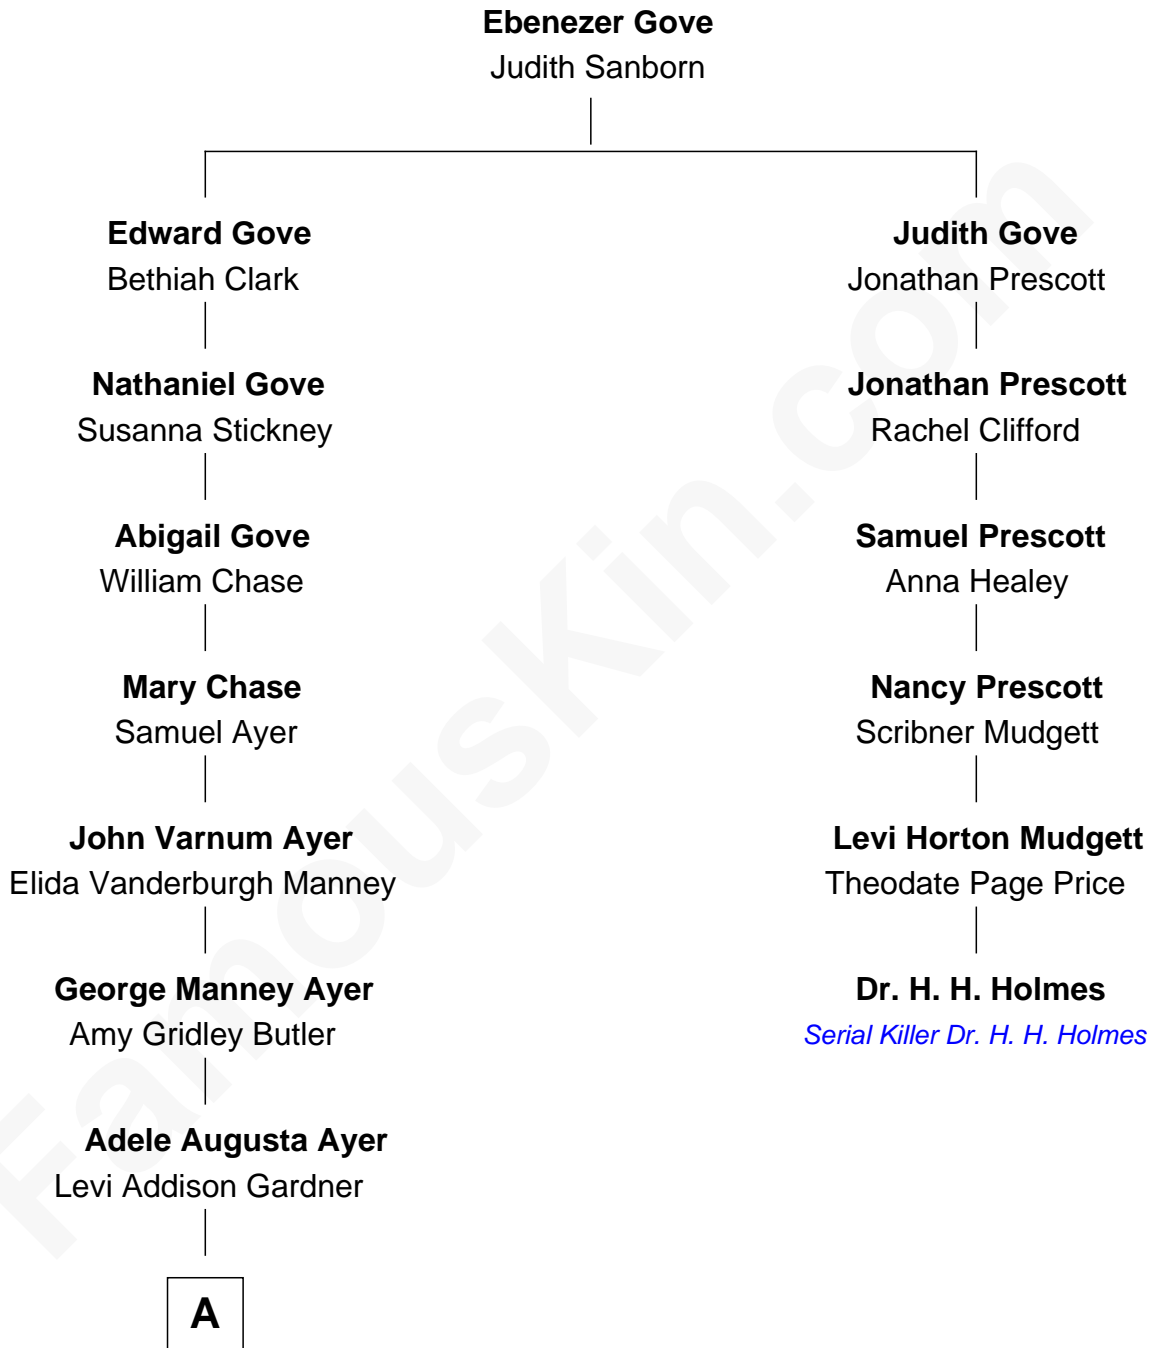 Ebenezer Gove
Judith Sanborn
Edward Gove
Bethiah Clark
Judith Gove
Jonathan Prescott
Nathaniel Gove
Susanna Stickney
Jonathan Prescott
Rachel Clifford
Abigail Gove
William Chase
Samuel Prescott
Anna Healey
Mary Chase
Samuel Ayer
Nancy Prescott
Scribner Mudgett
John Varnum Ayer
Elida Vanderburgh Manney
Levi Horton Mudgett
Theodate Page Price
George Manney Ayer
Amy Gridley Butler
Dr. H. H. Holmes
Serial Killer Dr. H. H. Holmes
Adele Augusta Ayer
Levi Addison Gardner
A
FamousKin.com